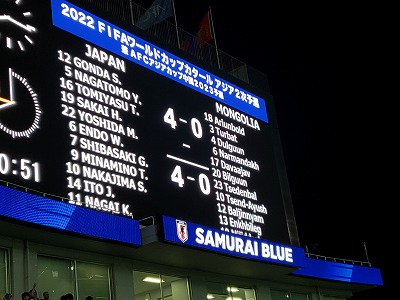 2022 FIFAワールドカップカタール アジア2次予選
兼 AFCアジアカップ中国2023予選
JAPAN
12 GONDA S.
5 NAGATOMO Y.
16 TOMIYASU T.
19 SAKAI H.
22 YOSHIDA M.
6 ENDO W.
7 SHIBASAKI G.
9 MINAMINO T.
10 NAKAJIMA S.
14 ITO J.
11 NAGAI K.
4-0
-
4-0
MONGOLIA
18 Ariunbold
3 Turbat
4 Dulguun
6 Narmandakh
17 Davaajav
20 Bilguun
23 Tsedenbal
10 Tsend-Ayush
12 Baljinnyam
13 Enkhbileg
0:51
SAMURAI BLUE